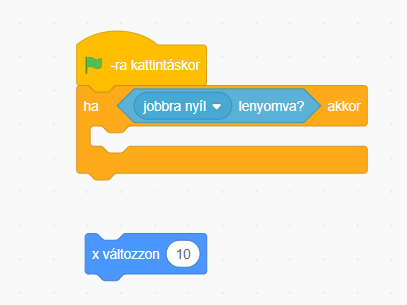 -ra kattintáskor
ha jobbra nyíl lenyomva? akkor
x változzon 10